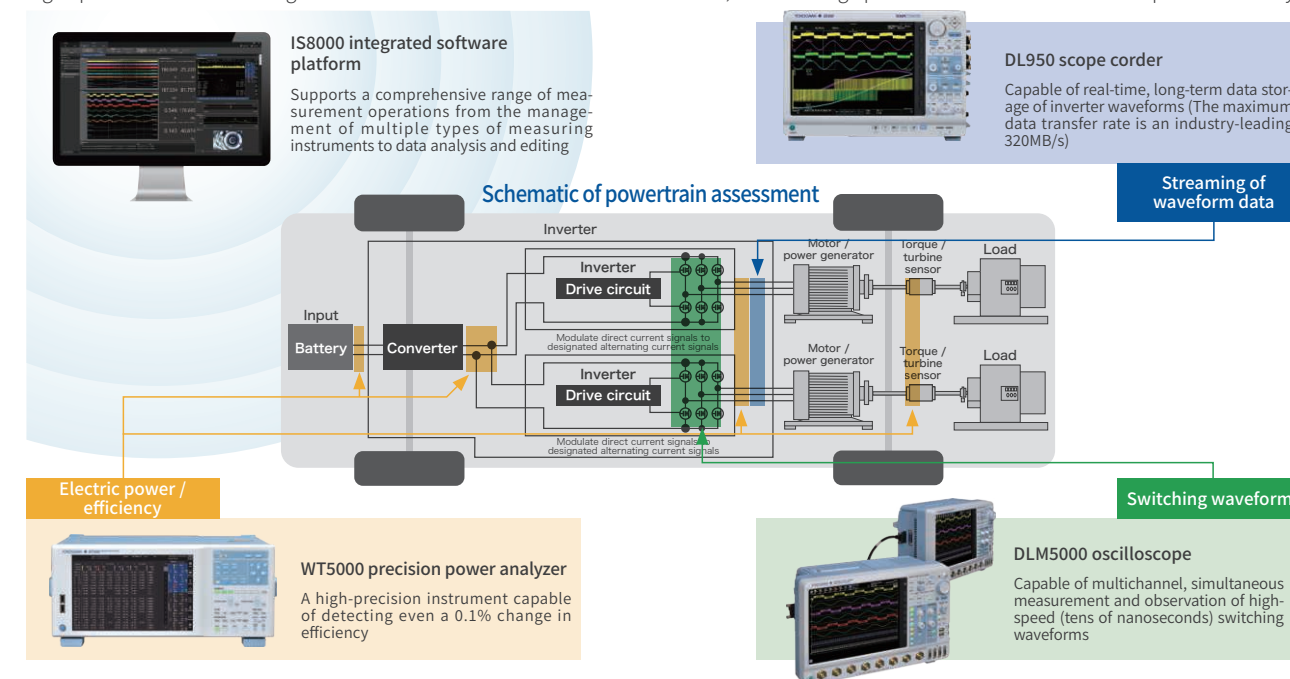 IS8000 integrated software
platform
Supports a comprehensive range of mea-
surement operations from the manage-
ment of multiple types of measuring
instruments to data analysis and editing
DL950 scope corder
Capable of real-time, long-term data stor-
age of inverter waveforms (The maximum
data transfer rate is an industry-leading
320MB/s)
Streaming of
waveform data
Schematic of powertrain assessment
Inverter
Motor /
power generator
Torque /
turbine
sensor
Load
Inverter
Drive circuit
Input
Battery
Converter
Modulate direct current signals to
designated alternating current signals
Motor /
power generator
Torque /
turbine
sensor
Load
Inverter
Drive circuit
Modulate direct current signals to
designated alternating current signals
Electric power /
efficiency
Switching waveform
WT5000 precision power analyzer
A high-precision instrument capable
of detecting even a 0.1% change in
efficiency
DLM5000 oscilloscope
Capable of multichannel, simultaneous
measurement and observation of high-
speed (tens of nanoseconds) switching
waveforms